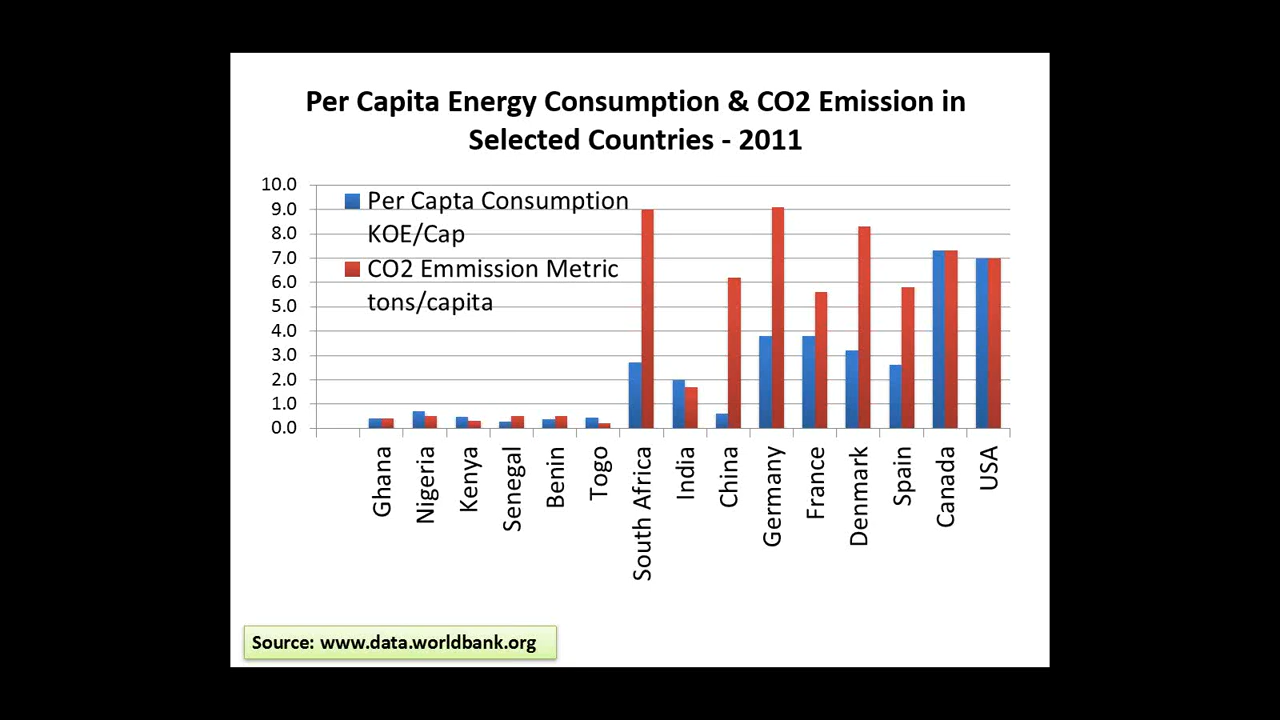 Per Capita Energy Consumption & CO2 Emission in
Selected Countries - 2011
10.0
9.0
8.0
7.0
6.0
5.0
4.0
3.0
2.0
1.0
0.0
Per Capta Consumption
KOE/Cap
CO2 Emmission Metric
tons/capita
Ghana
Nigeria
Kenya
Senegal
Benin
Togo
South Africa
India
China
Germany
France
Denmark
Spain
Canada
USA
Source: www.data.worldbank.org